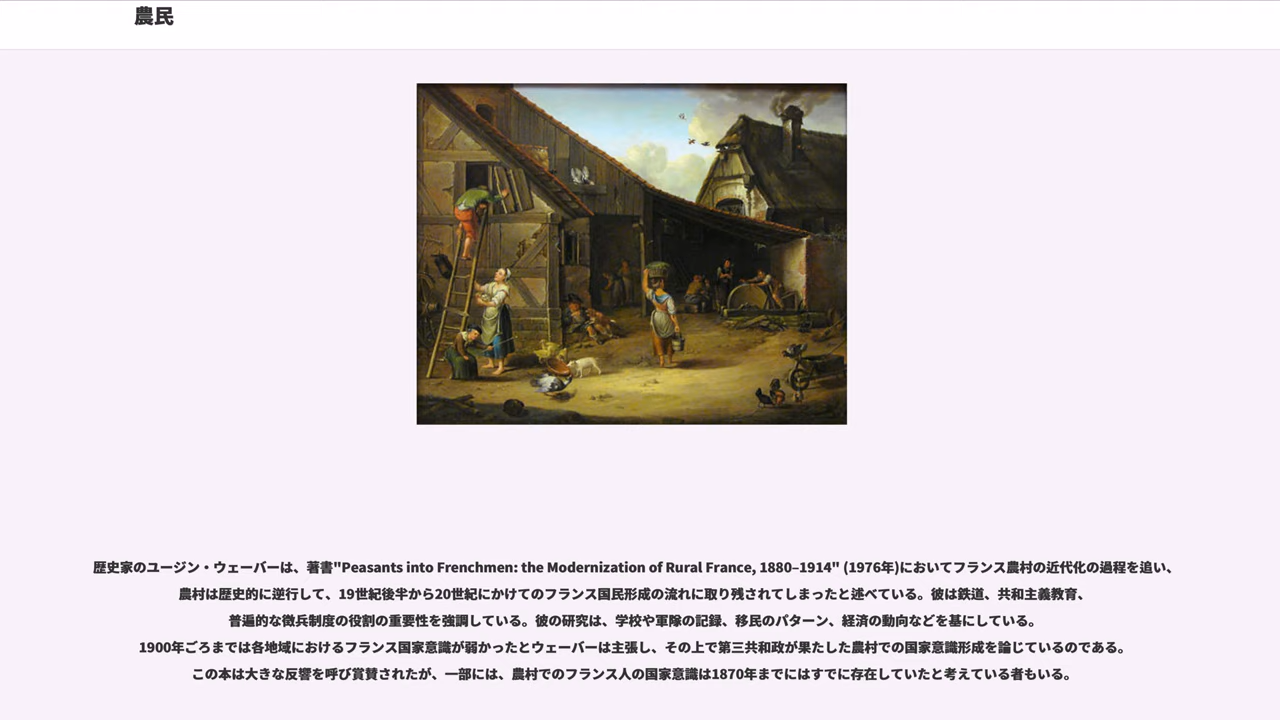 農民
歴史家のユージン・ウェーバーは、著書"Peasants into Frenchmen: the Modernization of Rural France, 1880–1914" (1976年)においてフランス農村の近代化の過程を追い、
農村は歴史的に逆行して、19世紀後半から20世紀にかけてのフランス国民形成の流れに取り残されてしまったと述べている。彼は鉄道、共和主義教育、
普遍的な徴兵制度の役割の重要性を強調している。彼の研究は、学校や軍隊の記録、移民のパターン、経済の動向などを基にしている。
1900年ごろまでは各地域におけるフランス国家意識が弱かったとウェーバーは主張し、その上で第三共和政が果たした農村での国家意識形成を論じているのである。
この本は大きな反響を呼び賞賛されたが、一部には、農村でのフランス人の国家意識は1870年までにはすでに存在していたと考えている者もいる。